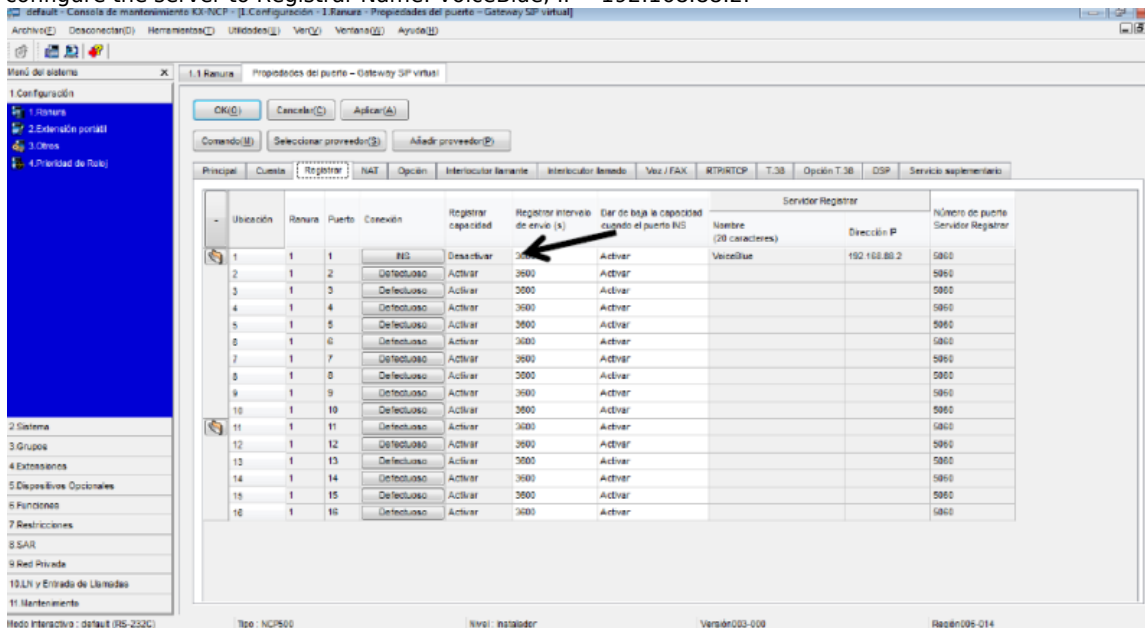 configure the server to Registrar Name: VoiceBlue, IP = 192.168.88.2.
default - Consola de mantenimiento KX-NCP - [1.Configuración - 1.Ranura - Propiedades del puerto - Gateway SIP virtual]
Archivo(F) Desconectar(D) Herramientas(T) Utilidades(U) Ver(V) Ventana(W) Ayuda(H)
Menú del sistema X
1.1 Ranura Propiedades del puerto – Gateway SIP virtual
1.Configuración
1.Ranura
2.Extensión portátil
3.Otros
4.Prioridad de Reloj
OK(O) Cancelar(C) Aplicar(A)
Comando(M) Seleccionar proveedor(S) Añadir proveedor(P)
Principal Cuenta Registrar NAT Opción Interlocutor llamante Interlocutor llamado Voz / FAX RTP/RTCP T.38 Opción T.38 DSP Servicio suplementario
- Ubicación Ranura Puerto Conexión Registrar capacidad Registrar intervalo de envío (s) Dar de baja la capacidad cuando el puerto INS Servidor Registrar Nombre (20 caracteres) Dirección IP Número de puerto Servidor Registrar
1 1 1 INS Desactivar 3600 Activar VoiceBlue 192.168.88.2 5060
2 1 2 Defectuoso Activar 3600 Activar 5060
3 1 3 Defectuoso Activar 3600 Activar 5060
4 1 4 Defectuoso Activar 3600 Activar 5060
5 1 5 Defectuoso Activar 3600 Activar 5060
6 1 6 Defectuoso Activar 3600 Activar 5060
7 1 7 Defectuoso Activar 3600 Activar 5060
8 1 8 Defectuoso Activar 3600 Activar 5060
9 1 9 Defectuoso Activar 3600 Activar 5060
10 1 10 Defectuoso Activar 3600 Activar 5060
11 1 11 Defectuoso Activar 3600 Activar 5060
12 1 12 Defectuoso Activar 3600 Activar 5060
13 1 13 Defectuoso Activar 3600 Activar 5060
14 1 14 Defectuoso Activar 3600 Activar 5060
15 1 15 Defectuoso Activar 3600 Activar 5060
16 1 16 Defectuoso Activar 3600 Activar 5060
2.Sistema
3.Grupos
4.Extensiones
5.Dispositivos Opcionales
6.Funciones
7.Restricciones
8.SAR
9.Red Privada
10.LN y Entrada de Llamadas
11.Mantenimiento
Modo interactivo : default (RS-232C) Tipo : NCP500 Nivel : Instalador Versión:003-000 Región:006-014